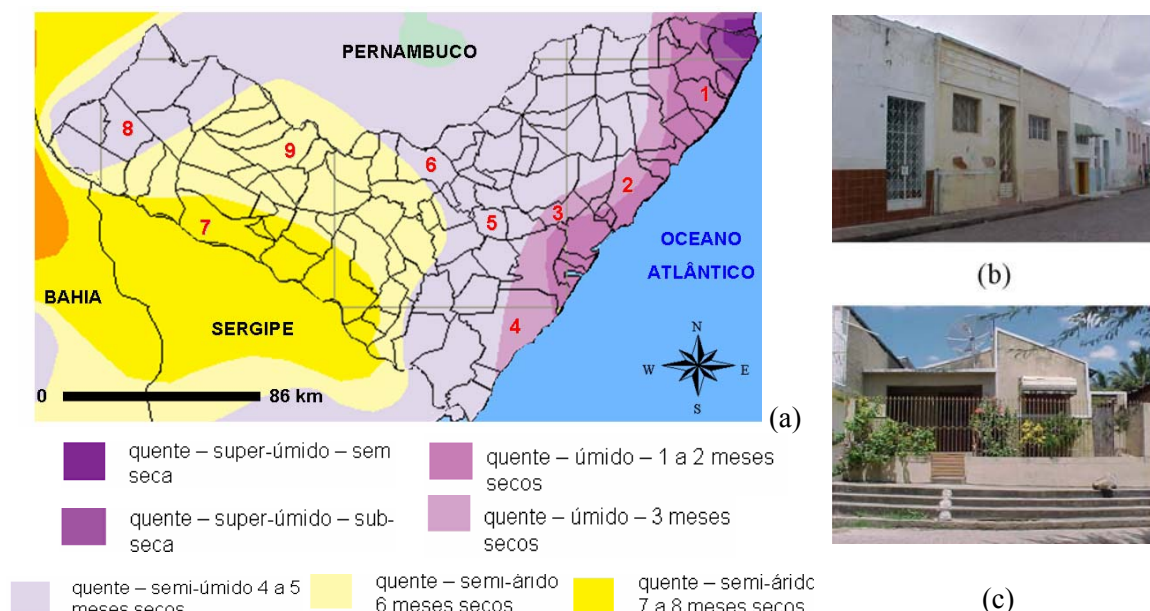 PERNAMBUCO
1
8
9
6
2
3
5
7
OCEANO
ATLÂNTICO
BAHIA
SERGIPE
4
N
W E
S
0 86 km
(a)
(b)
(c)
quente – super-úmido – sem
seca
quente – úmido – 1 a 2 meses
secos
quente – super-úmido – sub-
seca
quente – úmido – 3 meses
secos
quente – semi-úmido 4 a 5
meses secos
quente – semi-árido
6 meses secos
quente – semi-árido
7 a 8 meses secos